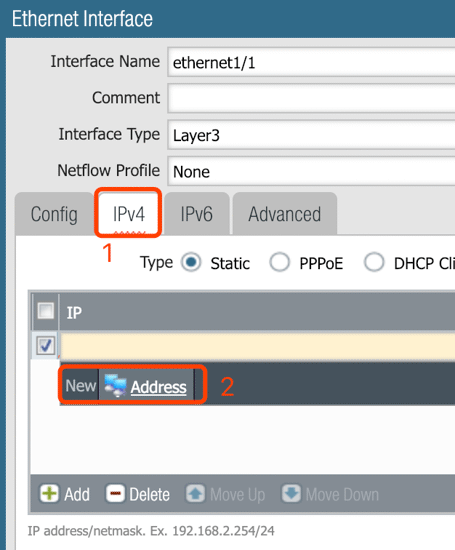 Ethernet Interface
Interface Name ethernet1/1
Comment
Interface Type Layer3
Netflow Profile None
Config IPv4 IPv6 Advanced
1
Type Static PPPoE DHCP Cli
IP
New Address 2
Add Delete Move Up Move Down
IP address/netmask. Ex. 192.168.2.254/24